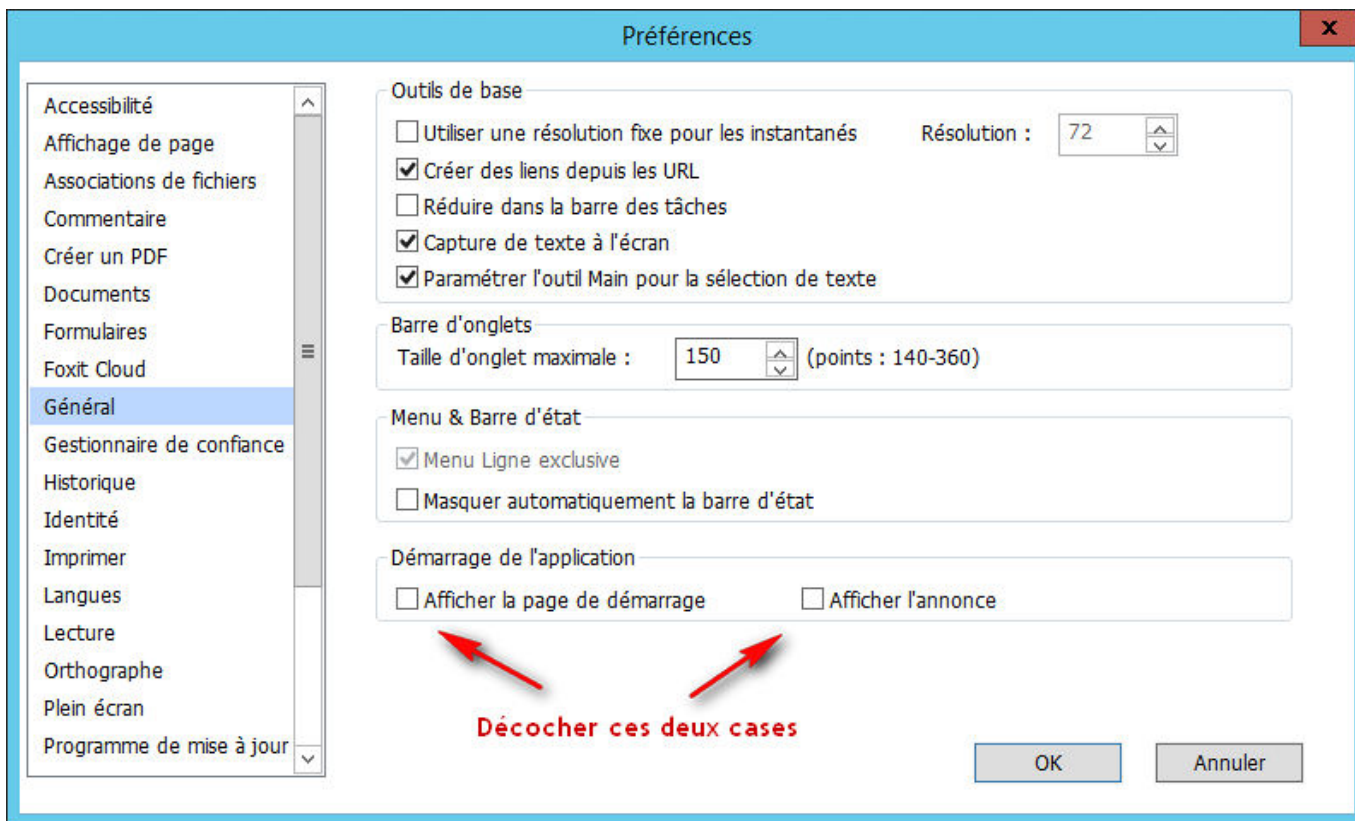 Préférences
x
Accessibilité
Affichage de page
Associations de fichiers
Commentaire
Créer un PDF
Documents
Formulaires
Foxit Cloud
Général
Gestionnaire de confiance
Historique
Identité
Imprimer
Langues
Lecture
Orthographe
Plein écran
Programme de mise à jour
Outils de base
Utiliser une résolution fixe pour les instantanés Résolution : 72
Créer des liens depuis les URL
Réduire dans la barre des tâches
Capture de texte à l'écran
Paramétrer l'outil Main pour la sélection de texte
Barre d'onglets
Taille d'onglet maximale : 150 (points : 140-360)
Menu & Barre d'état
Menu Ligne exclusive
Masquer automatiquement la barre d'état
Démarrage de l'application
Afficher la page de démarrage Afficher l'annonce
Décocher ces deux cases
OK Annuler